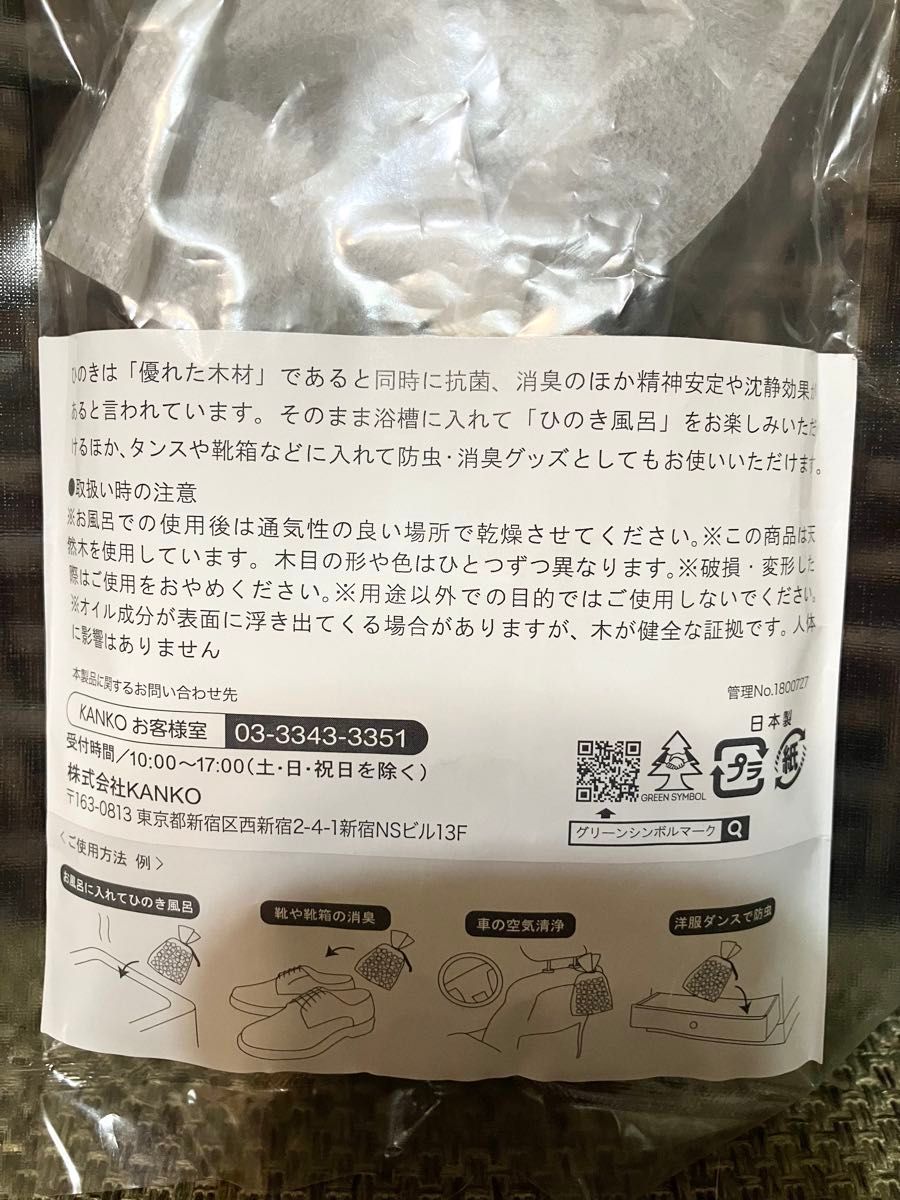 ひのきは「優れた木材」であると同時に抗菌、消臭のほか精神安定や沈静効果が
あると言われています。そのまま浴槽に入れて「ひのき風呂」をお楽しみいただ
けるほか、タンスや靴箱などに入れて防虫・消臭グッズとしてもお使いいただけます。
●取扱い時の注意
※お風呂での使用後は通気性の良い場所で乾燥させてください。※この商品は天
然木を使用しています。木目の形や色はひとつずつ異なります。※破損・変形した
際はご使用をおやめください。※用途以外での目的ではご使用しないでください。
※オイル成分が表面に浮き出てくる場合がありますが、木が健全な証拠です。人体
に影響はありません
本製品に関するお問い合わせ先
管理No.1800727
KANKO お客様室 03-3343-3351
日本製
受付時間/10:00〜17:00(土・日・祝日を除く)
株式会社KANKO
〒163-0813 東京都新宿区西新宿2-4-1新宿NSビル13F
GREEN SYMBOL
プラ
紙
グリーンシンボルマーク
<ご使用方法 例>
お風呂に入れてひのき風呂
靴や靴箱の消臭
車の空気清浄
洋服ダンスで防虫